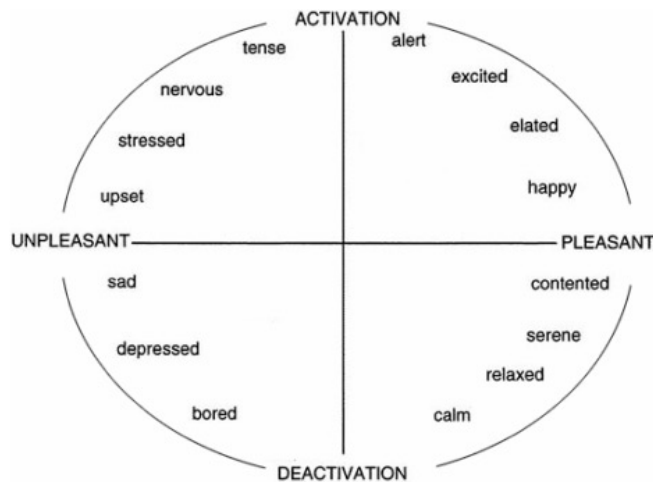 ACTIVATION
tense
alert
nervous
excited
stressed
elated
upset
happy
UNPLEASANT
PLEASANT
sad
contented
depressed
serene
relaxed
bored
calm
DEACTIVATION